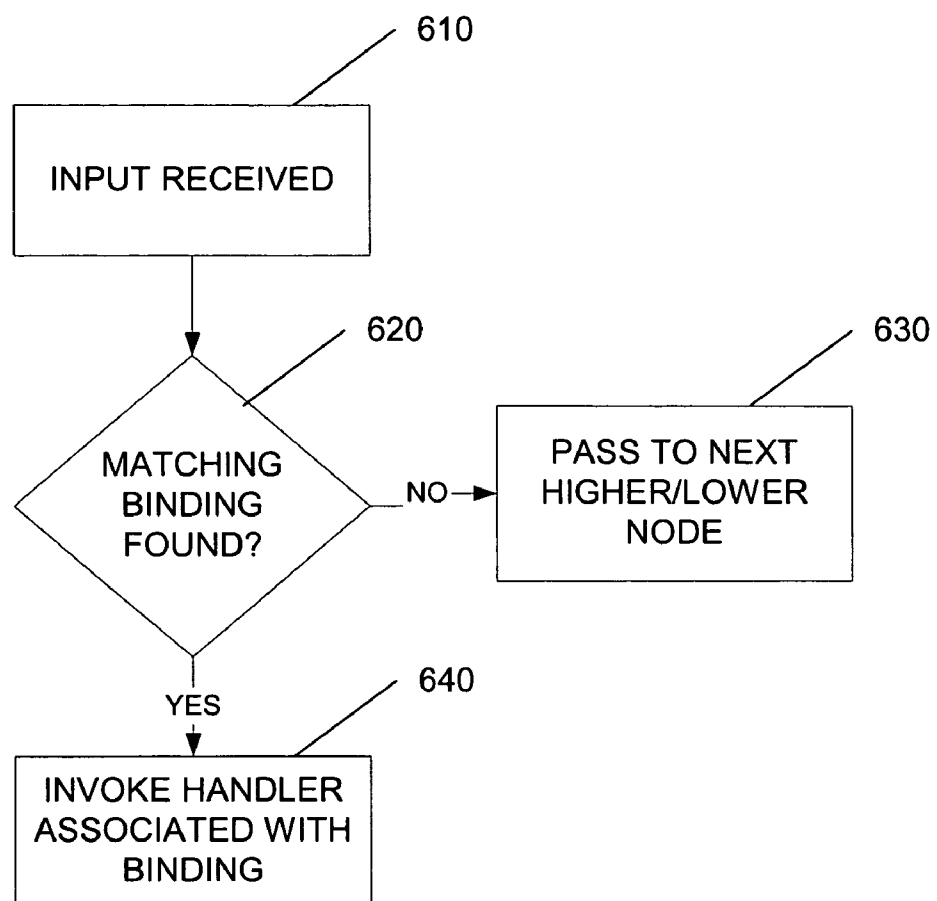 610
INPUT RECEIVED
620
630
MATCHING
BINDING
FOUND?
NO
PASS TO NEXT
HIGHER/LOWER
NODE
YES
640
INVOKE HANDLER
ASSOCIATED WITH
BINDING